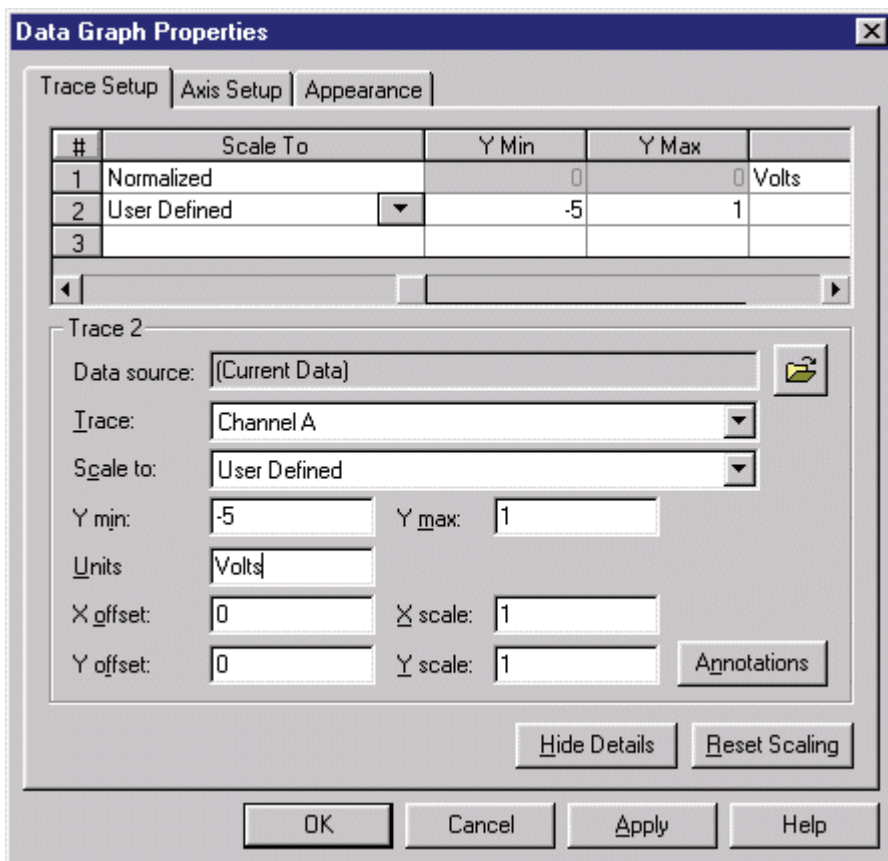 Data Graph Properties
Trace Setup Axis Setup Appearance
# Scale To Y Min Y Max
1 Normalized 0 0 Volts
2 User Defined -5 1
3
Trace 2
Data source: (Current Data)
Trace: Channel A
Scale to: User Defined
Y min: -5 Y max: 1
Units Volts
X offset: 0 X scale: 1
Y offset: 0 Y scale: 1 Annotations
Hide Details Reset Scaling
OK Cancel Apply Help